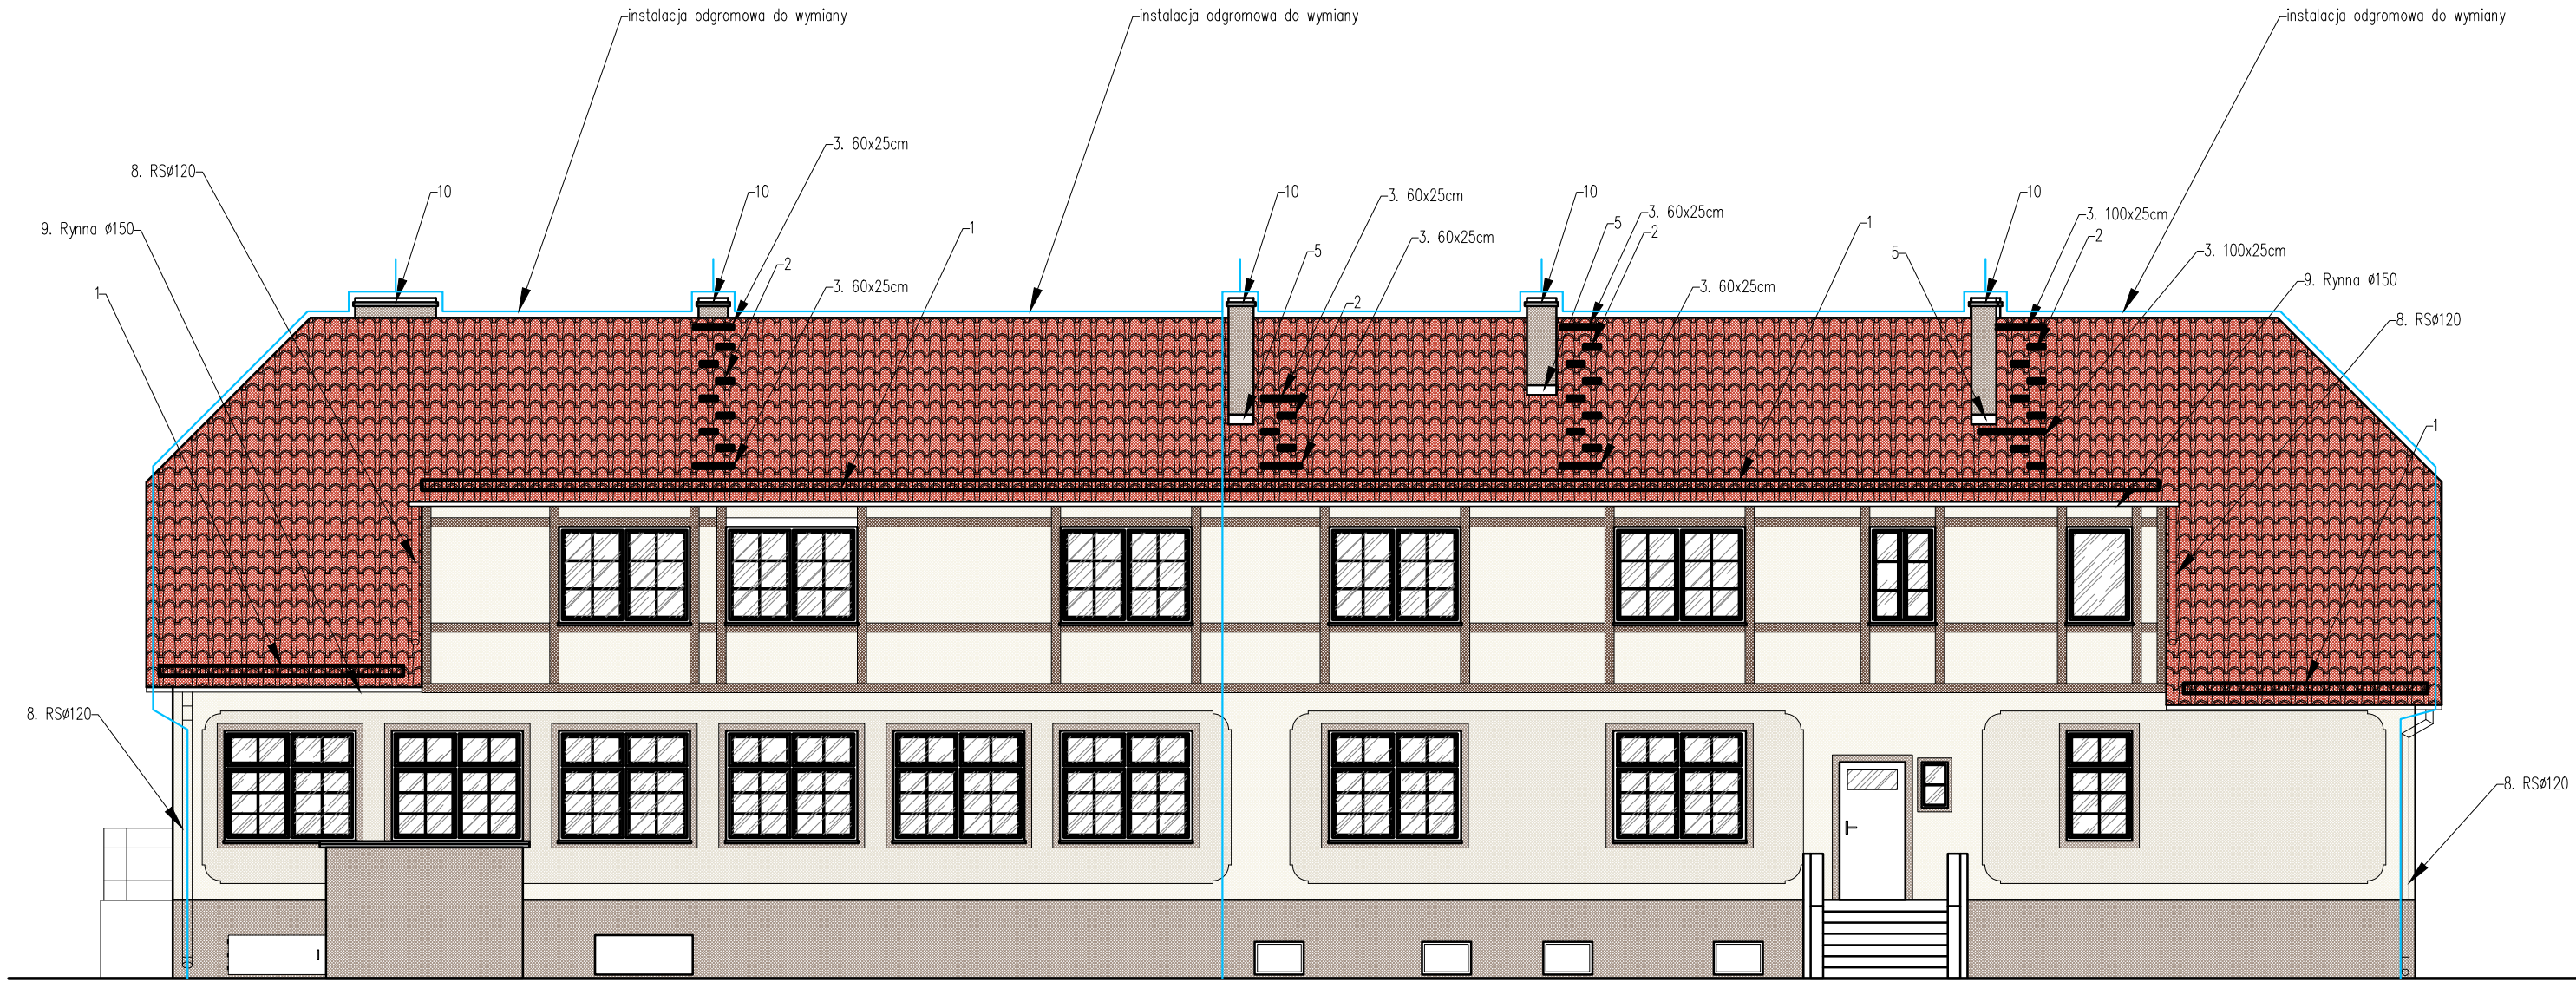 instalacja odgromowa do wymiany
instalacja odgromowa do wymiany
instalacja odgromowa do wymiany
3. 60x25cm
8. RSø120
10
10
10
10
10
3. 60x25cm
3. 60x25cm
3. 100x25cm
9. Rynna ø150
1
5
2
1
2
3. 60x25cm
5
5
3. 100x25cm
2
3. 60x25cm
3. 60x25cm
9. Rynna ø150
1
2
8. RSø120
1
8. RSø120
8. RSø120